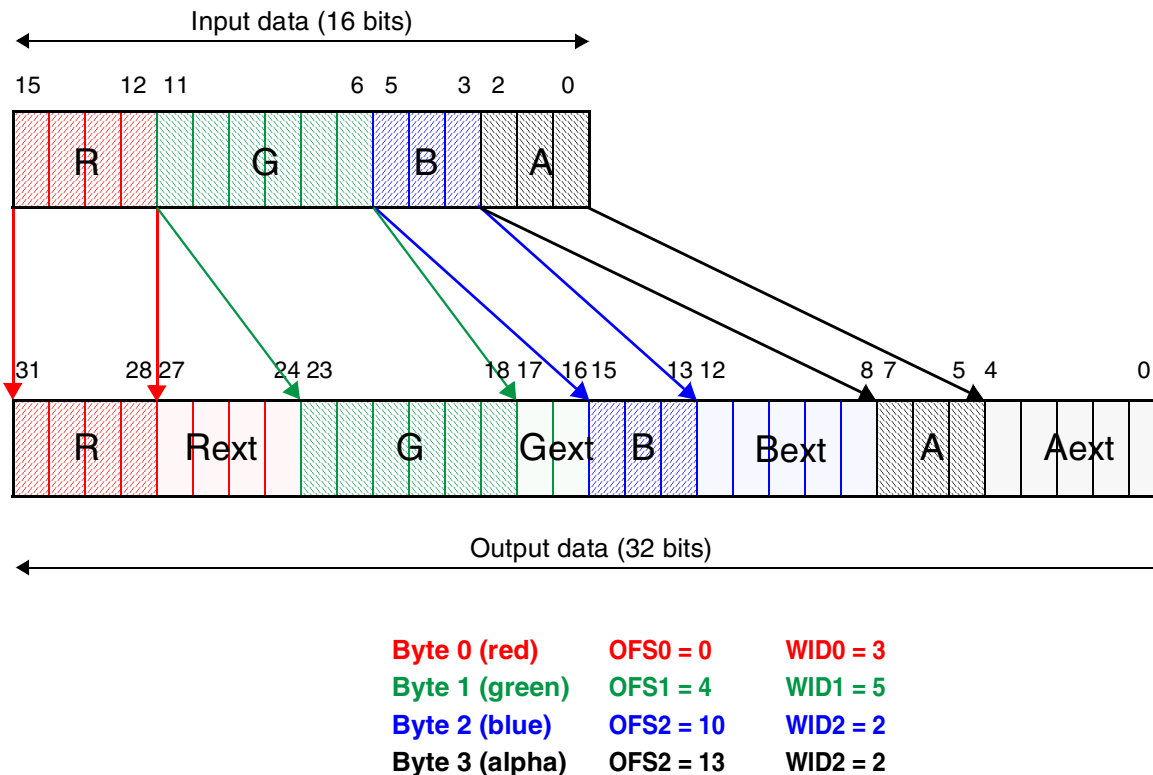 Input data (16 bits)
15 12 11 6 5 3 2 0
R G B A
31 28 27 24 23 18 17 16 15 13 12 8 7 5 4 0
R Rext G Gext B Bext A Aext
Output data (32 bits)
Byte 0 (red) OFS0 = 0 WID0 = 3
Byte 1 (green) OFS1 = 4 WID1 = 5
Byte 2 (blue) OFS2 = 10 WID2 = 2
Byte 3 (alpha) OFS2 = 13 WID2 = 2